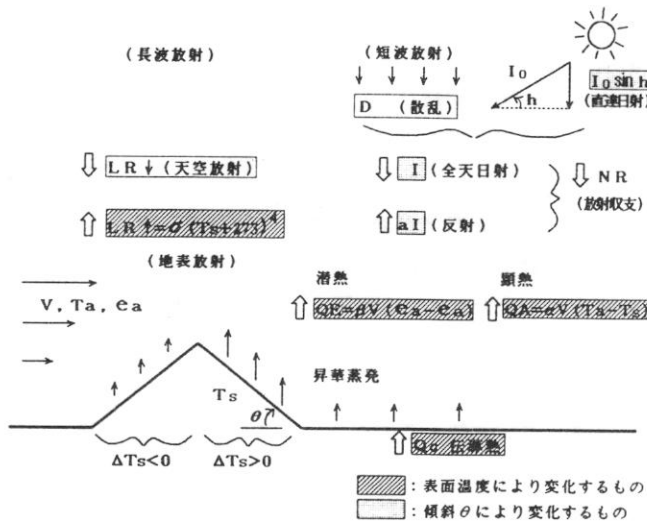 (長波放射)
(短波放射)
I₀
h
I₀ sin h
(直達日射)
D (散乱)
LR↓(天空放射)
I (全天日射)
NR
(放射収支)
LR↑=σ(Ts+273)⁴
aI (反射)
(地表放射)
V, Ta, ea
潜熱
顕熱
QE=βV(ea-ea)
QA=αV(Ta-Ts)
昇華蒸発
Ts
θ
ΔTs<0
ΔTs>0
Qc 伝導熱
:表面温度により変化するもの
:傾斜θにより変化するもの